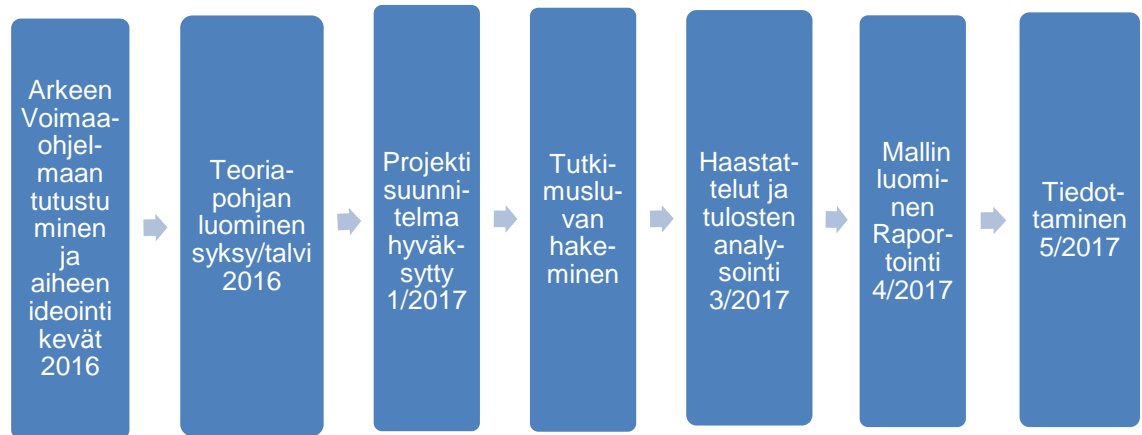 Arkeen
Voimaa-
ohjel-
maan
tutustu
minen
ja
aiheen
ideointi
kevät
2016
Teoria-
pohjan
luominen
syksy/talvi
2016
Projekti
suunni-
telma
hyväk-
sytty
1/2017
Tutki-
muslu-
van
hake-
minen
Haastat-
telut ja
tulosten
analy-
sointi
3/2017
Mallin
luomi-
nen
Rapor-
tointi
4/2017
Tiedot-
taminen
5/2017